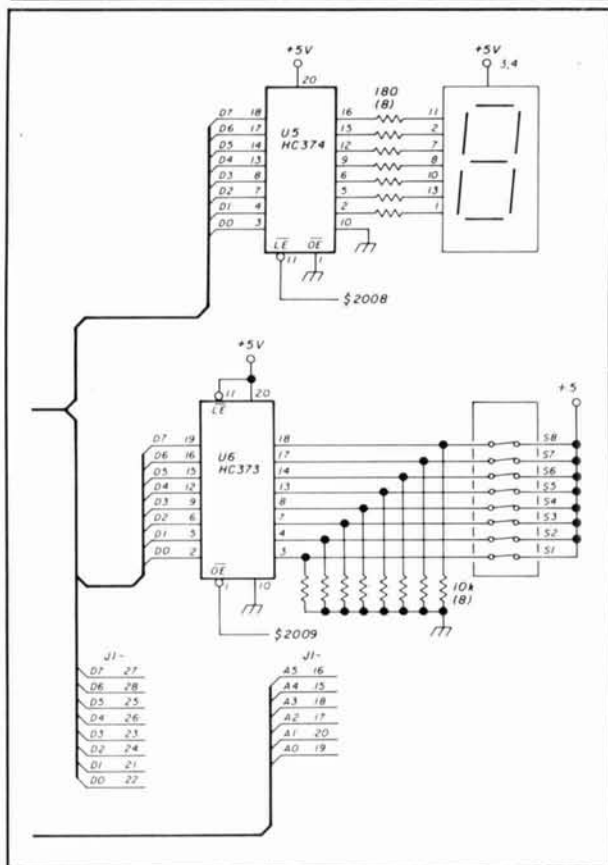 +5V
20
+5V
3,4
180
(8)
U5
HC374
D7 18
D6 17
D5 14
D4 13
D3 8
D2 7
D1 4
D0 3
16 11
15 2
12 7
9 8
6 10
5 13
2 1
10
LE
OE
11
1
$2008
+5V
11
20
LE
+.5
U6
HC373
D7 19
D6 16
D5 15
D4 12
D3 9
D2 6
D1 5
D0 2
18
17
14
13
8
7
4
3
S8
S7
S6
S5
S4
S3
S2
S1
OE
1
10
10k
(8)
$2009
J1-
D7 27
D6 28
D5 25
D4 26
D3 23
D2 24
D1 21
D0 22
J1-
A5 16
A4 15
A3 18
A2 17
A1 20
A0 19